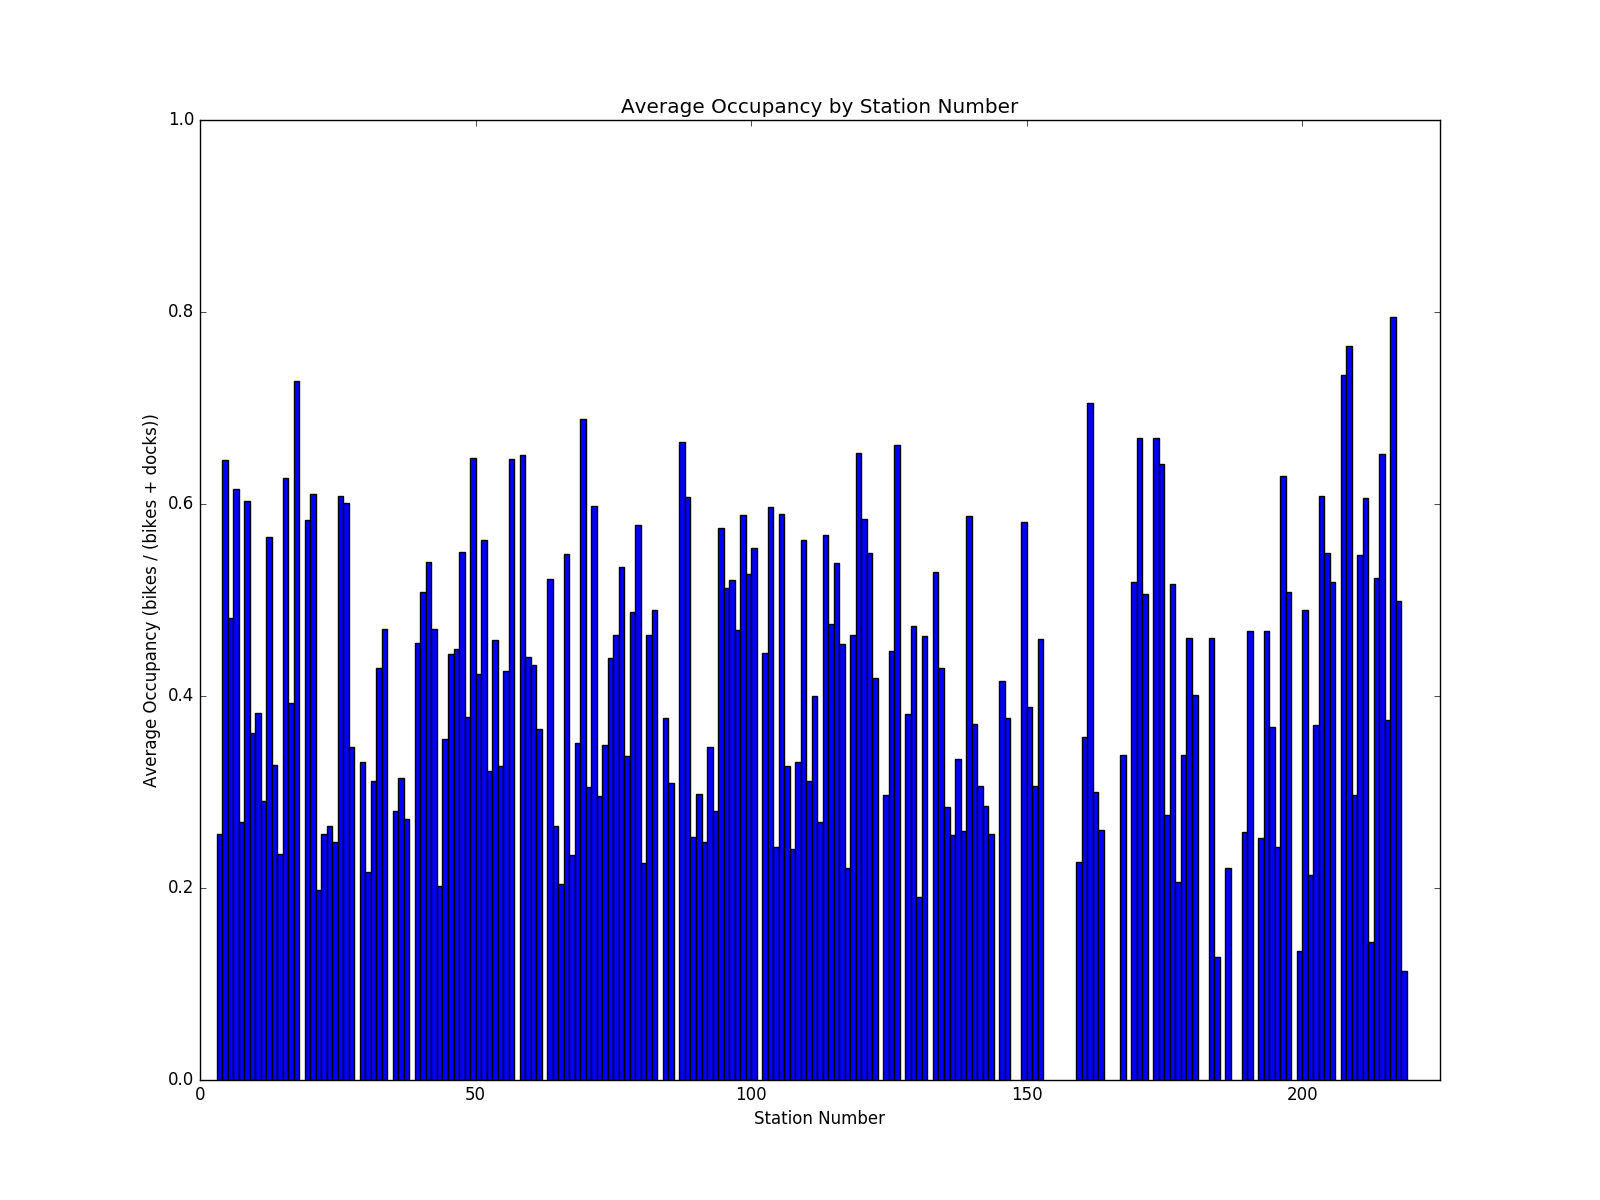 Average Occupancy by Station Number
1.0
0.8
0.6
0.4
0.2
0.0
Average Occupancy (bikes / (bikes + docks))
0 50 100 150 200
Station Number